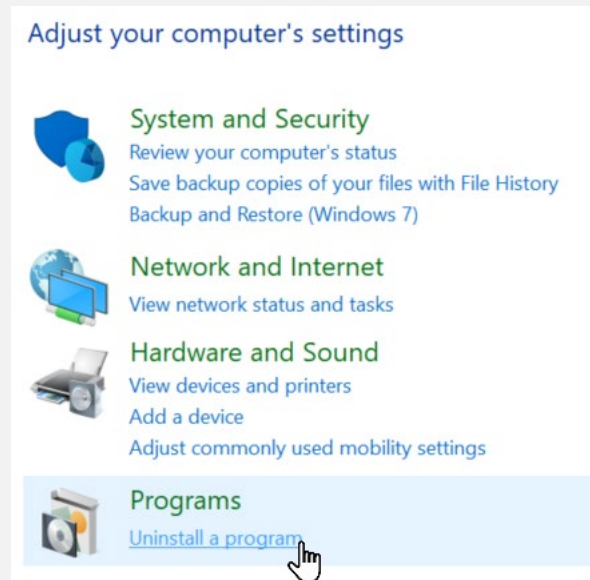 Adjust your computer's settings
System and Security
Review your computer's status
Save backup copies of your files with File History
Backup and Restore (Windows 7)
Network and Internet
View network status and tasks
Hardware and Sound
View devices and printers
Add a device
Adjust commonly used mobility settings
Programs
Uninstall a program